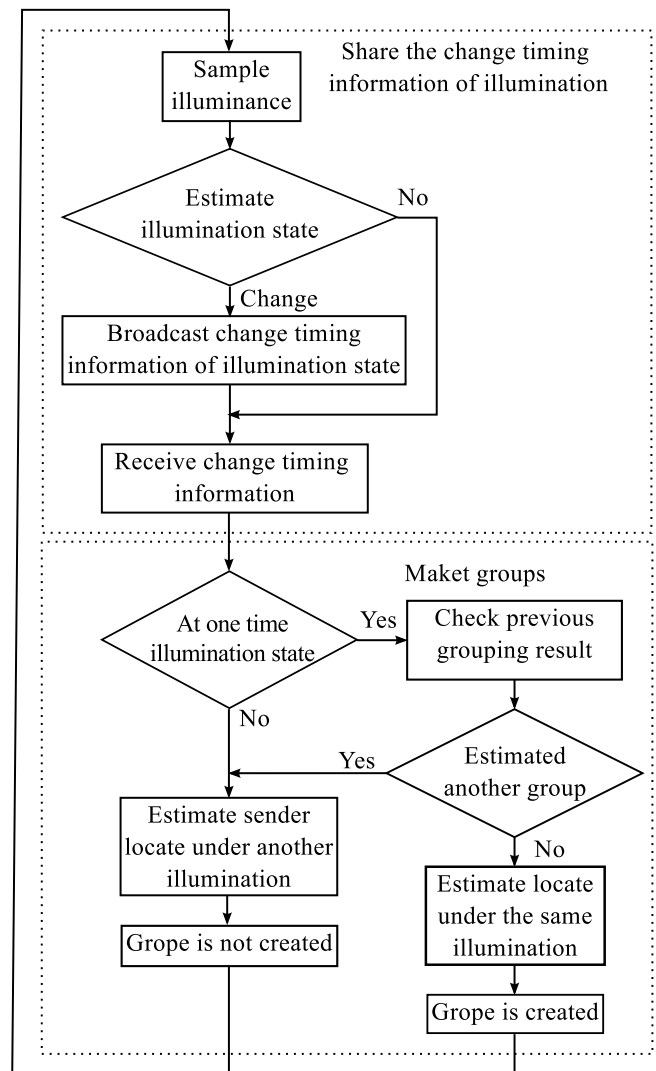 Share the change timing
information of illumination
Sample
illuminance
Estimate
illumination state
No
Change
Broadcast change timing
information of illumination state
Receive change timing
information
Maket groups
At one time
illumination state
Yes
Check previous
grouping result
No
Estimated
another group
Yes
Estimate sender
locate under another
illumination
No
Estimate locate
under the same
illumination
Grope is not created
Grope is created